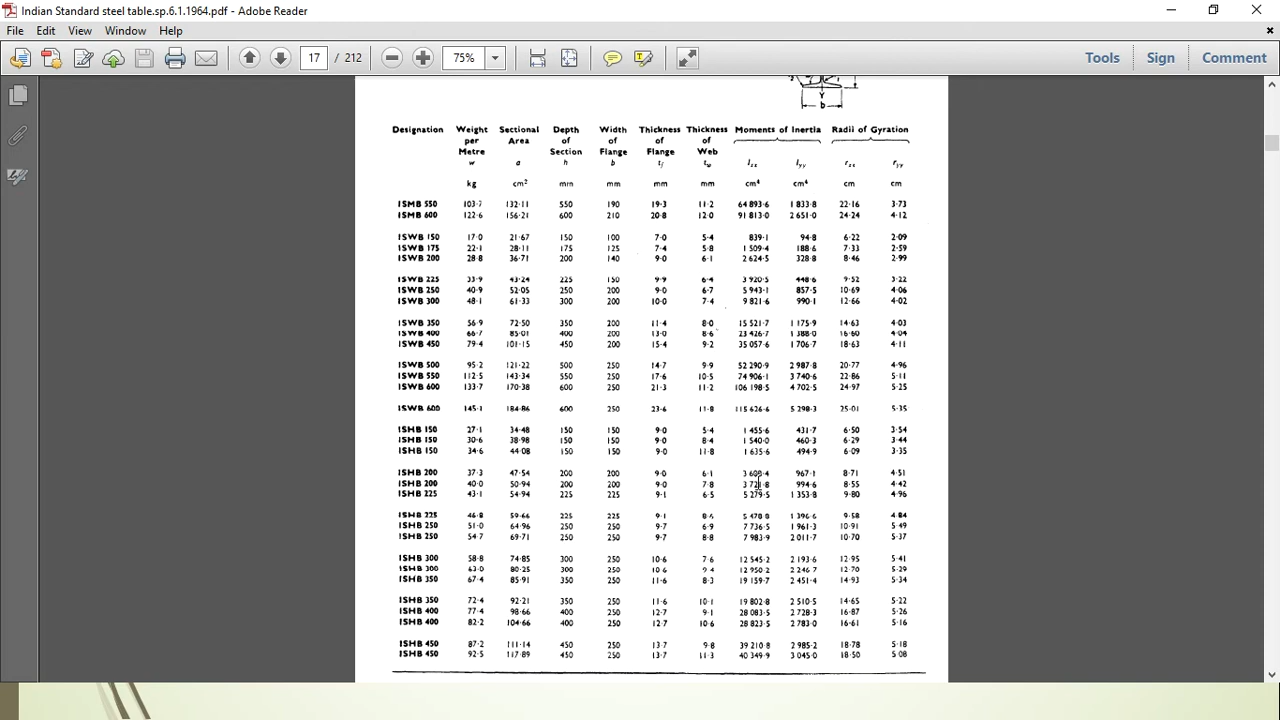 Indian Standard steel table.sp.6.1.1964.pdf - Adobe Reader
File Edit View Window Help
17 / 212 75% Tools Sign Comment
Y
b
Designation Weight per Metre Sectional Area Depth of Section Width of Flange Thickness of Flange Thickness of Web Moments of Inertia Radii of Gyration
w a h b tf tw Ixx Iyy rxx ryy
kg cm² mm mm mm mm cm⁴ cm⁴ cm cm
ISMB 550 103·7 132·11 550 190 19·3 11·2 64 893·6 1 833·8 22·16 3·73
ISMB 600 122·6 156·21 600 210 20·8 12·0 91 813·0 2 651·0 24·24 4·12
ISWB 150 17·0 21·67 150 100 7·0 5·4 839·1 94·8 6·22 2·09
ISWB 175 22·1 28·11 175 125 7·4 5·8 1 509·4 188·6 7·33 2·59
ISWB 200 28·8 36·71 200 140 9·0 6·1 2 624·5 328·8 8·46 2·99
ISWB 225 33·9 43·24 225 150 9·9 6·4 3 920·5 448·6 9·52 3·22
ISWB 250 40·9 52·05 250 200 9·0 6·7 5 943·1 857·5 10·69 4·06
ISWB 300 48·1 61·33 300 200 10·0 7·4 9 821·6 990·1 12·66 4·02
ISWB 350 56·9 72·50 350 200 11·4 8·0 15 521·7 1 175·9 14·63 4·03
ISWB 400 66·7 85·01 400 200 13·0 8·6 23 426·7 1 388·0 16·60 4·04
ISWB 450 79·4 101·15 450 200 15·4 9·2 35 057·6 1 706·7 18·63 4·11
ISWB 500 95·2 121·22 500 250 14·7 9·9 52 290·9 2 987·8 20·77 4·96
ISWB 550 112·5 143·34 550 250 17·6 10·5 74 906·1 3 740·6 22·86 5·11
ISWB 600 133·7 170·38 600 250 21·3 11·2 106 198·5 4 702·5 24·97 5·25
ISWB 600 145·1 184·86 600 250 23·6 11·8 115 626·6 5 298·3 25·01 5·35
ISHB 150 27·1 34·48 150 150 9·0 5·4 1 455·6 431·7 6·50 3·54
ISHB 150 30·6 38·98 150 150 9·0 8·4 1 540·0 460·3 6·29 3·44
ISHB 150 34·6 44·08 150 150 9·0 11·8 1 635·6 494·9 6·09 3·35
ISHB 200 37·3 47·54 200 200 9·0 6·1 967·1 8·71 4·51
ISHB 200 40·0 50·94 200 200 9·0 7·8 994·6 8·55 4·42
ISHB 225 43·1 54·94 225 225 9·1 6·5 5 279·5 1 353·8 9·80 4·96
ISHB 225 46·8 59·66 225 225 9·1 8·6 5 478·8 1 396·6 9·58 4·84
ISHB 250 51·0 64·96 250 250 9·7 6·9 7 736·5 1 961·3 10·91 5·49
ISHB 250 54·7 69·71 250 250 9·7 8·8 7 983·9 2 011·7 10·70 5·37
ISHB 300 58·8 74·85 300 250 10·6 7·6 12 545·2 2 193·6 12·95 5·41
ISHB 300 63·0 80·25 300 250 10·6 9·4 12 950·2 2 246·7 12·70 5·29
ISHB 350 67·4 85·91 350 250 11·6 8·3 19 159·7 2 451·4 14·93 5·34
ISHB 350 72·4 92·21 350 250 11·6 10·1 19 802·8 2 510·5 14·65 5·22
ISHB 400 77·4 98·66 400 250 12·7 9·1 28 083·5 2 728·3 16·87 5·26
ISHB 400 82·2 104·66 400 250 12·7 10·6 28 823·5 2 783·0 16·61 5·16
ISHB 450 87·2 111·14 450 250 13·7 9·8 39 210·8 2 985·2 18·78 5·18
ISHB 450 92·5 117·89 450 250 13·7 11·3 40 349·9 3 045·0 18·50 5·08